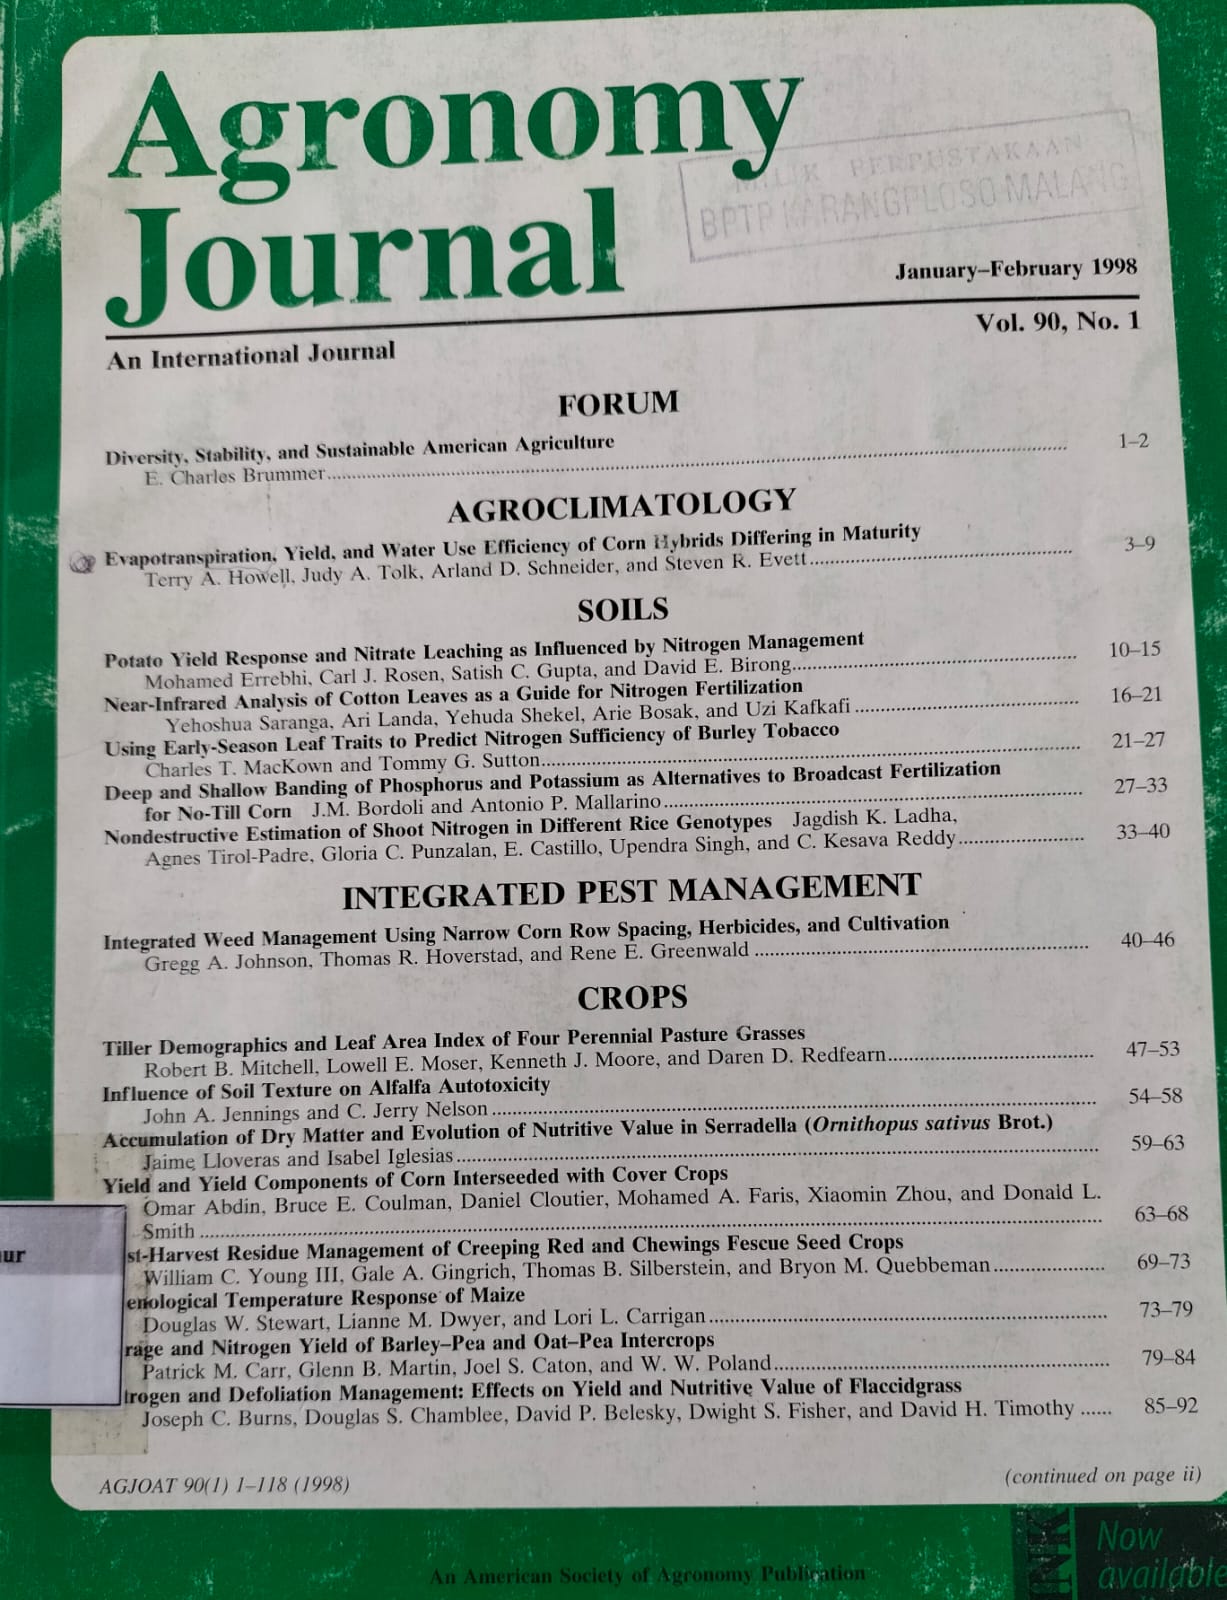 Agronomy
Journal
MILIK PERPUSTAKAAN
BPTP KARANGPLOSO MALANG
January–February 1998
Vol. 90, No. 1
An International Journal
FORUM
Diversity, Stability, and Sustainable American Agriculture
E. Charles Brummer 1–2
AGROCLIMATOLOGY
Evapotranspiration, Yield, and Water Use Efficiency of Corn Hybrids Differing in Maturity
Terry A. Howell, Judy A. Tolk, Arland D. Schneider, and Steven R. Evett 3–9
SOILS
Potato Yield Response and Nitrate Leaching as Influenced by Nitrogen Management
Mohamed Errebhi, Carl J. Rosen, Satish C. Gupta, and David E. Birong 10–15
Near-Infrared Analysis of Cotton Leaves as a Guide for Nitrogen Fertilization
Yehoshua Saranga, Ari Landa, Yehuda Shekel, Arie Bosak, and Uzi Kafkafi 16–21
Using Early-Season Leaf Traits to Predict Nitrogen Sufficiency of Burley Tobacco
Charles T. MacKown and Tommy G. Sutton 21–27
Deep and Shallow Banding of Phosphorus and Potassium as Alternatives to Broadcast Fertilization
for No-Till Corn J.M. Bordoli and Antonio P. Mallarino 27–33
Nondestructive Estimation of Shoot Nitrogen in Different Rice Genotypes Jagdish K. Ladha,
Agnes Tirol-Padre, Gloria C. Punzalan, E. Castillo, Upendra Singh, and C. Kesava Reddy 33–40
INTEGRATED PEST MANAGEMENT
Integrated Weed Management Using Narrow Corn Row Spacing, Herbicides, and Cultivation
Gregg A. Johnson, Thomas R. Hoverstad, and Rene E. Greenwald 40–46
CROPS
Tiller Demographics and Leaf Area Index of Four Perennial Pasture Grasses
Robert B. Mitchell, Lowell E. Moser, Kenneth J. Moore, and Daren D. Redfearn 47–53
Influence of Soil Texture on Alfalfa Autotoxicity
John A. Jennings and C. Jerry Nelson 54–58
Accumulation of Dry Matter and Evolution of Nutritive Value in Serradella (Ornithopus sativus Brot.)
Jaime Lloveras and Isabel Iglesias 59–63
Yield and Yield Components of Corn Interseeded with Cover Crops
Omar Abdin, Bruce E. Coulman, Daniel Cloutier, Mohamed A. Faris, Xiaomin Zhou, and Donald L.
Smith 63–68
st-Harvest Residue Management of Creeping Red and Chewings Fescue Seed Crops
William C. Young III, Gale A. Gingrich, Thomas B. Silberstein, and Bryon M. Quebbeman 69–73
enological Temperature Response of Maize
Douglas W. Stewart, Lianne M. Dwyer, and Lori L. Carrigan 73–79
rage and Nitrogen Yield of Barley–Pea and Oat–Pea Intercrops
Patrick M. Carr, Glenn B. Martin, Joel S. Caton, and W. W. Poland 79–84
trogen and Defoliation Management: Effects on Yield and Nutritive Value of Flaccidgrass
Joseph C. Burns, Douglas S. Chamblee, David P. Belesky, Dwight S. Fisher, and David H. Timothy 85–92
ur
AGJOAT 90(1) 1–118 (1998)
(continued on page ii)
An American Society of Agronomy Publication
Now
available